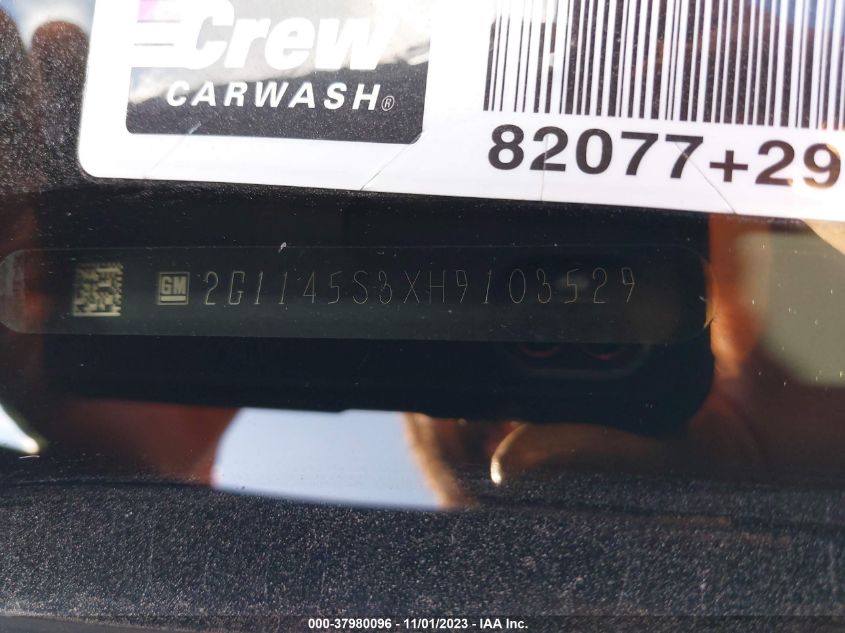 Crew
CARWASH®
82077+29
GM 2G1145S3XH9103529
000-37980096 - 11/01/2023 - IAA Inc.